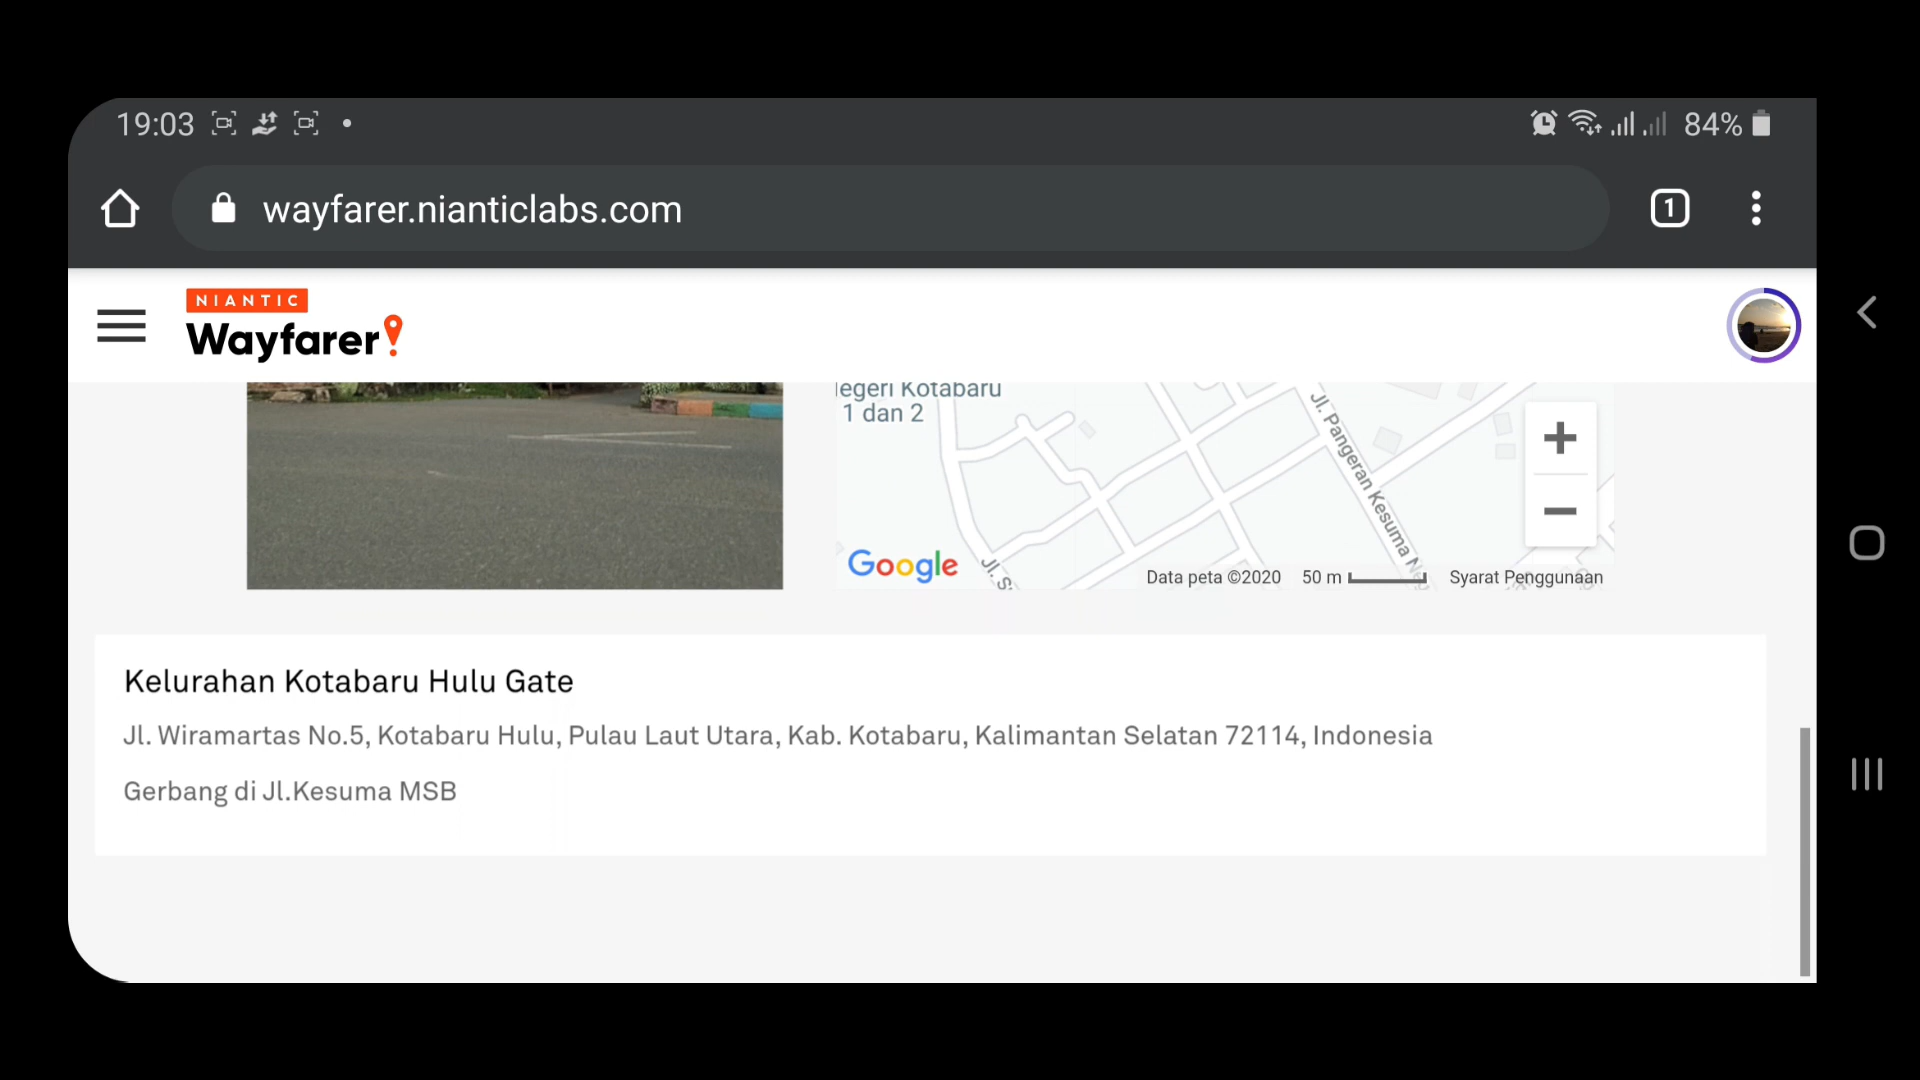 19:03
84%
wayfarer.nianticlabs.com
1
NIANTIC
Wayfarer
Negeri Kotabaru
1 dan 2
Jl. Pangeran Kesuma
Google
Jl. S
Data peta ©2020
50 m
Syarat Penggunaan
Kelurahan Kotabaru Hulu Gate
Jl. Wiramartas No.5, Kotabaru Hulu, Pulau Laut Utara, Kab. Kotabaru, Kalimantan Selatan 72114, Indonesia
Gerbang di Jl.Kesuma MSB